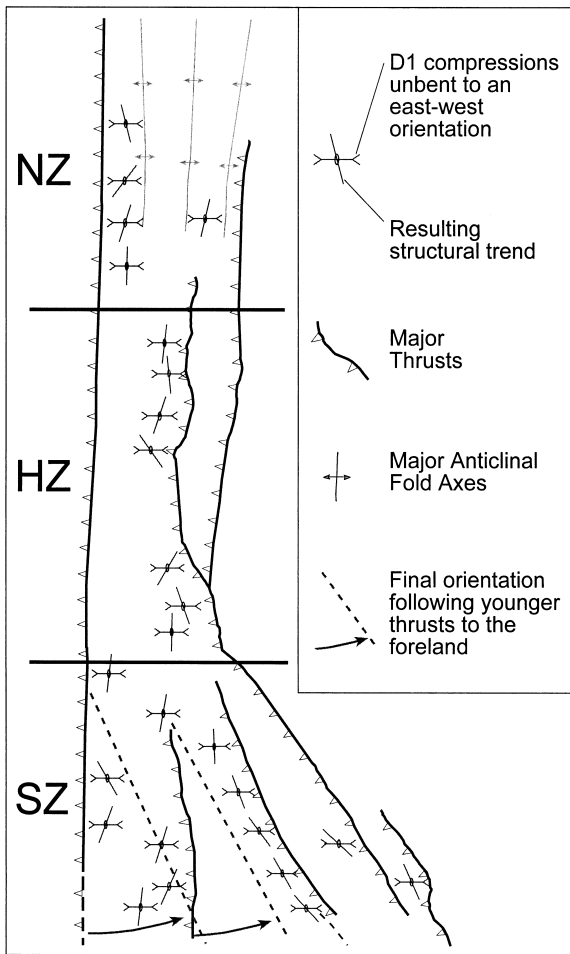 NZ
HZ
SZ
D1 compressions
unbent to an
east-west
orientation
Resulting
structural trend
Major
Thrusts
Major Anticlinal
Fold Axes
Final orientation
following younger
thrusts to the
foreland